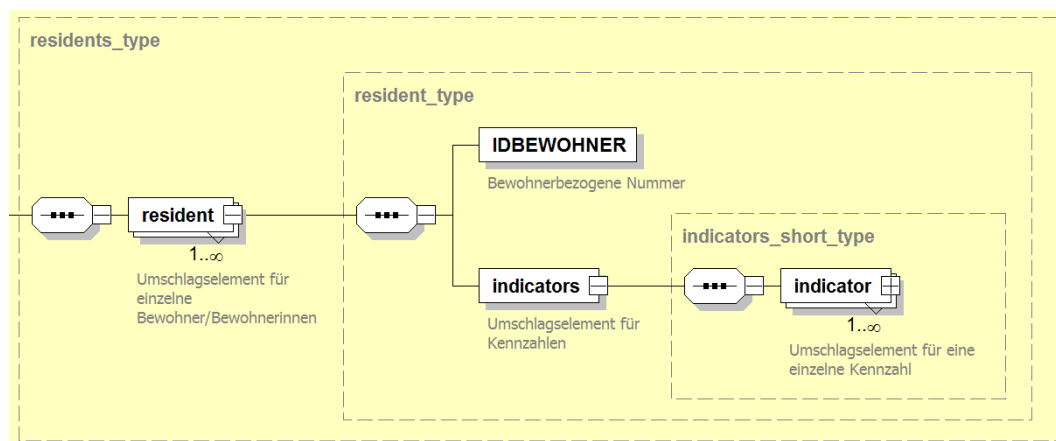 residents_type
resident_type
IDBEWOHNER
Bewohnerbezogene Nummer
resident
1..∞
Umschlagselement für
einzelne
Bewohner/Bewohnerinnen
indicators_short_type
indicators
Umschlagselement für
Kennzahlen
indicator
1..∞
Umschlagselement für eine
einzelne Kennzahl